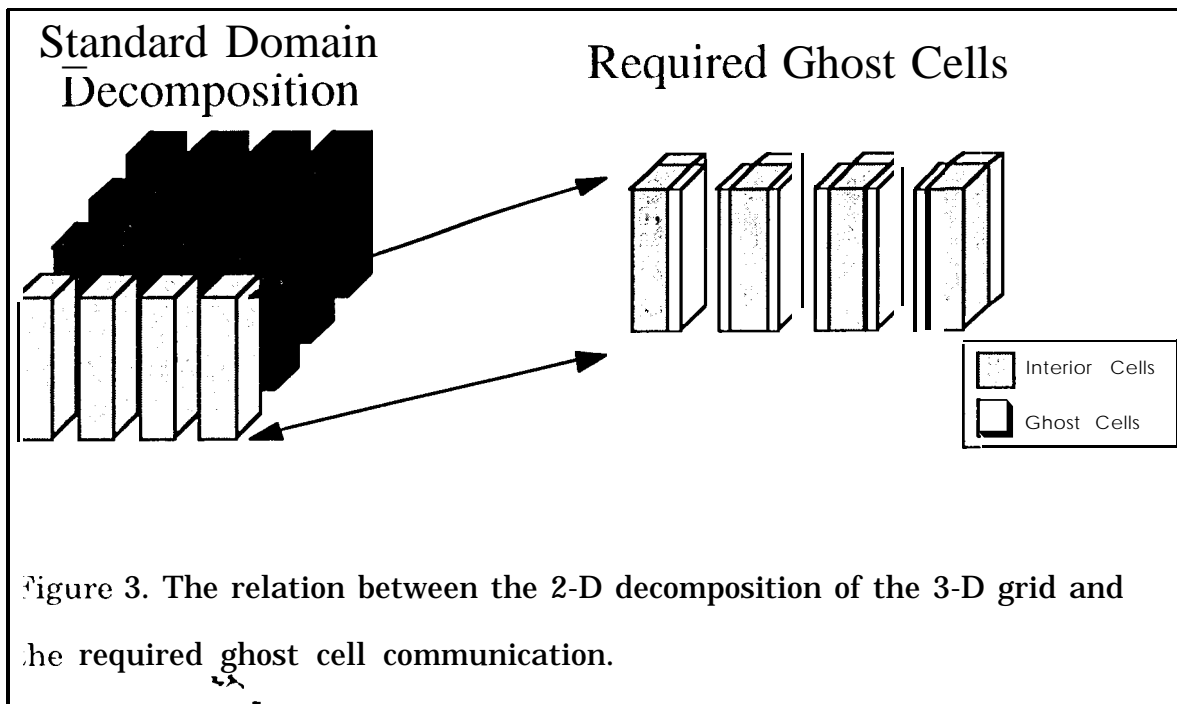 Standard Domain
Decomposition
Required Ghost Cells
Interior Cells
Ghost Cells
Figure 3. The relation between the 2-D decomposition of the 3-D grid and
the required ghost cell communication.